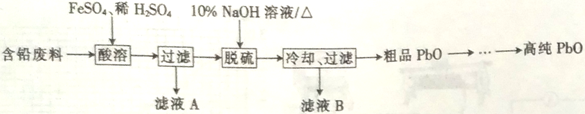 FeSO₄、稀 H₂SO₄ 10% NaOH 溶液/△
含铅废料 酸溶 过滤 脱硫 冷却、过滤 粗品 PbO … 高纯 PbO
滤液 A 滤液 B